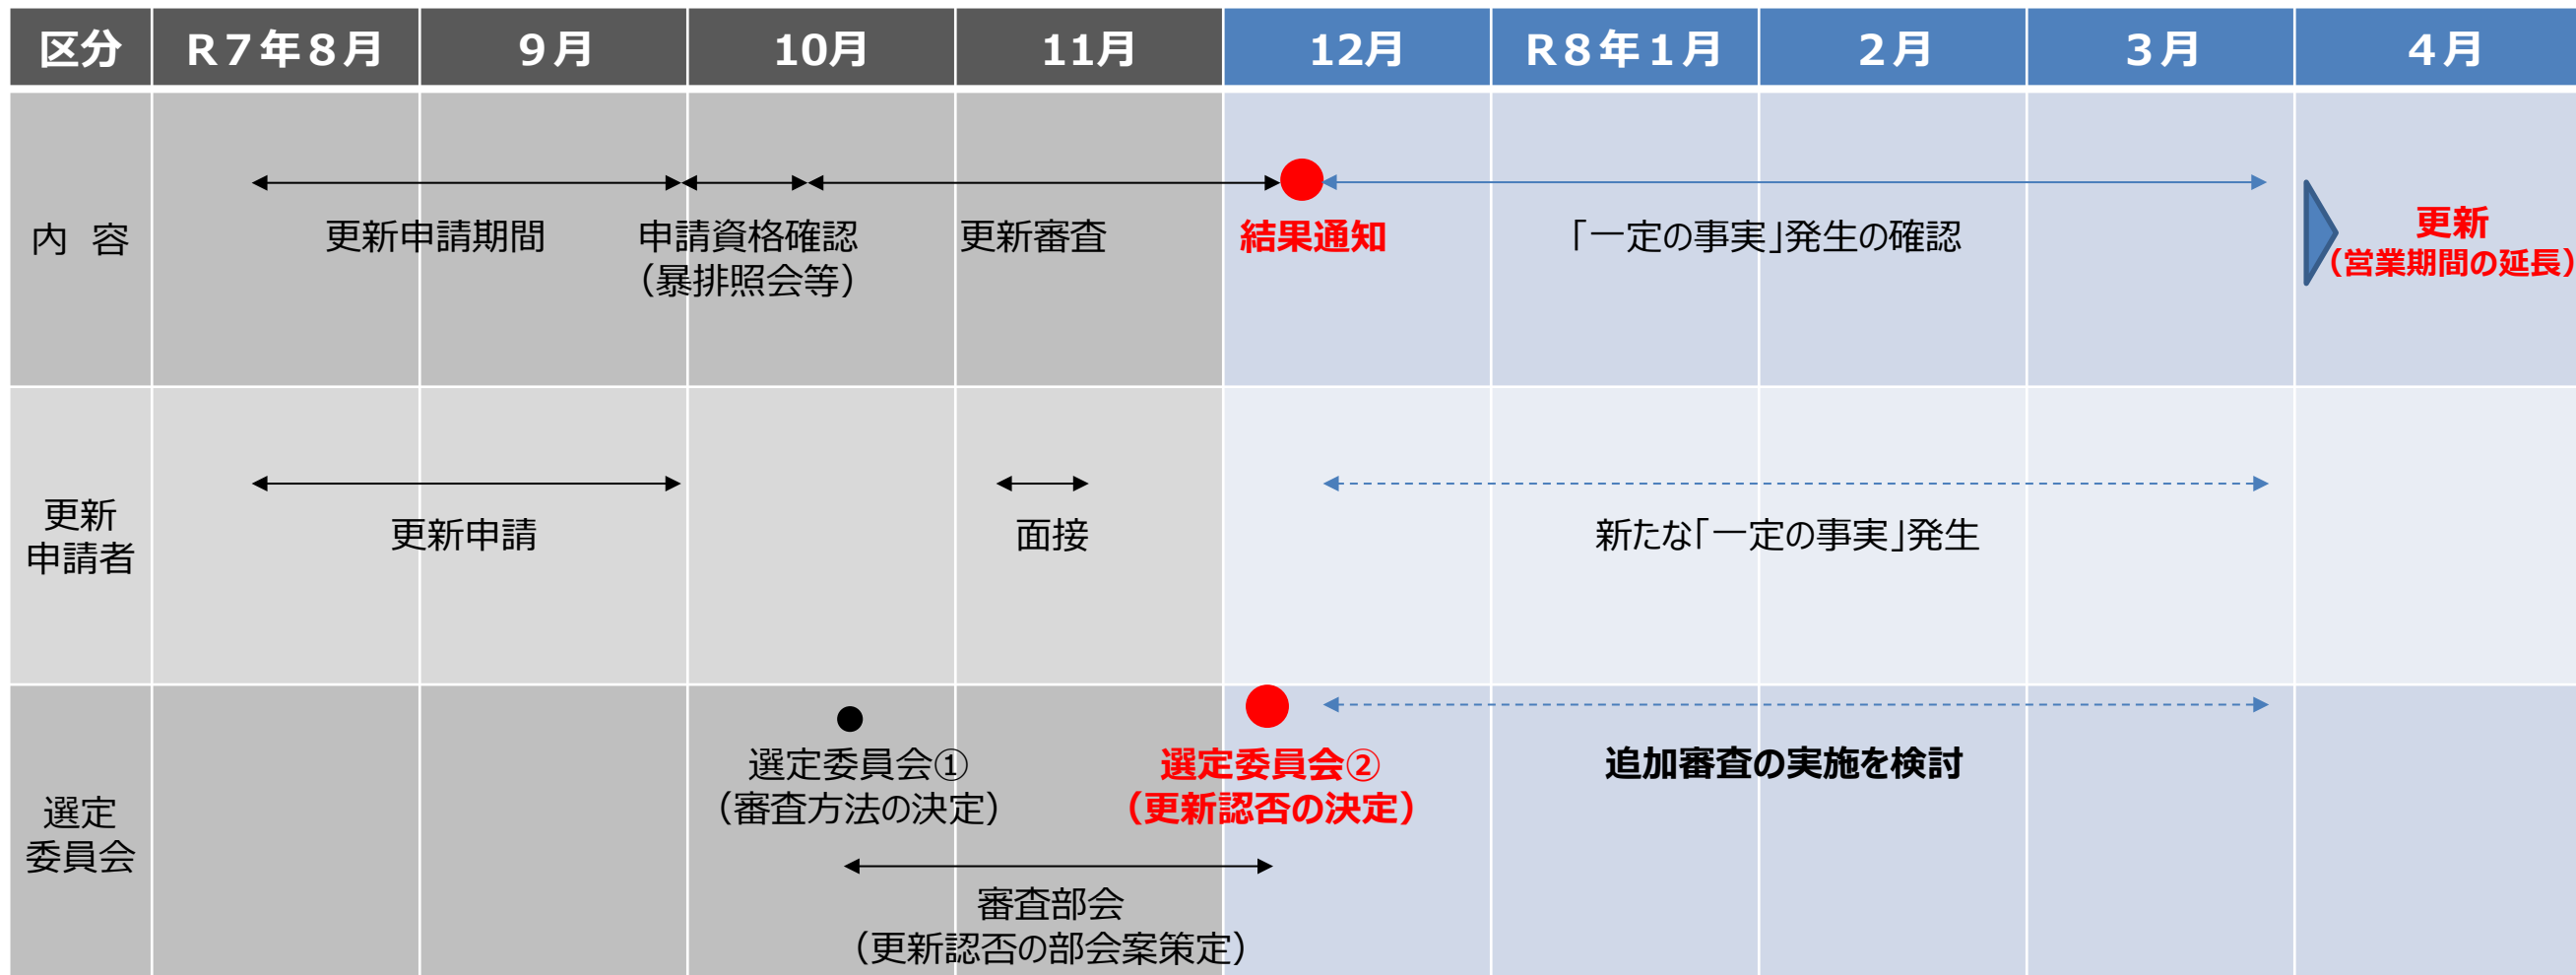 区分 R7年8月 9月 10月 11月 12月 R8年1月 2月 3月 4月
内 容
更新申請期間
申請資格確認
(暴排照会等)
更新審査
結果通知
「一定の事実」発生の確認
更新
(営業期間の延長)
更新
申請者
更新申請
面接
新たな「一定の事実」発生
選定
委員会
選定委員会①
(審査方法の決定)
選定委員会②
(更新認否の決定)
追加審査の実施を検討
審査部会
(更新認否の部会案策定)